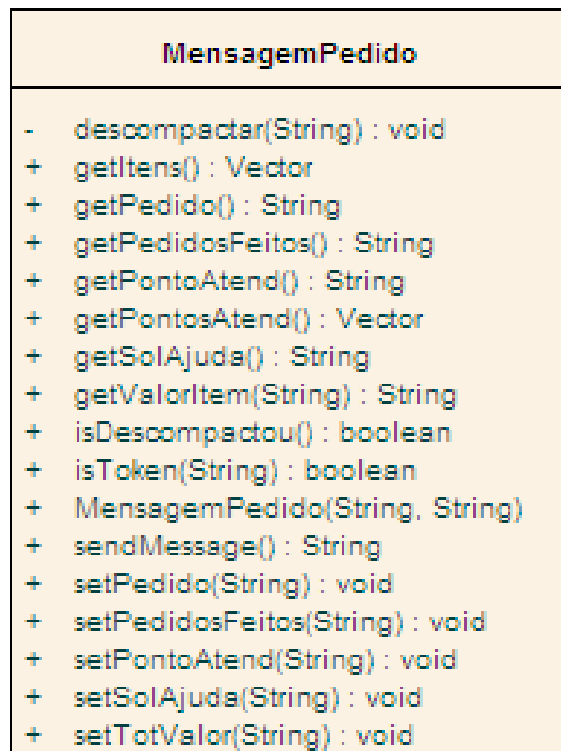 MensagemPedido
- descompactar(String) : void
+ getItens() : Vector
+ getPedido() : String
+ getPedidosFeitos() : String
+ getPontoAtend() : String
+ getPontosAtend() : Vector
+ getSolAjuda() : String
+ getValorItem(String) : String
+ isDescompactou() : boolean
+ isToken(String) : boolean
+ MensagemPedido(String, String)
+ sendMessage() : String
+ setPedido(String) : void
+ setPedidosFeitos(String) : void
+ setPontoAtend(String) : void
+ setSolAjuda(String) : void
+ setTotValor(String) : void